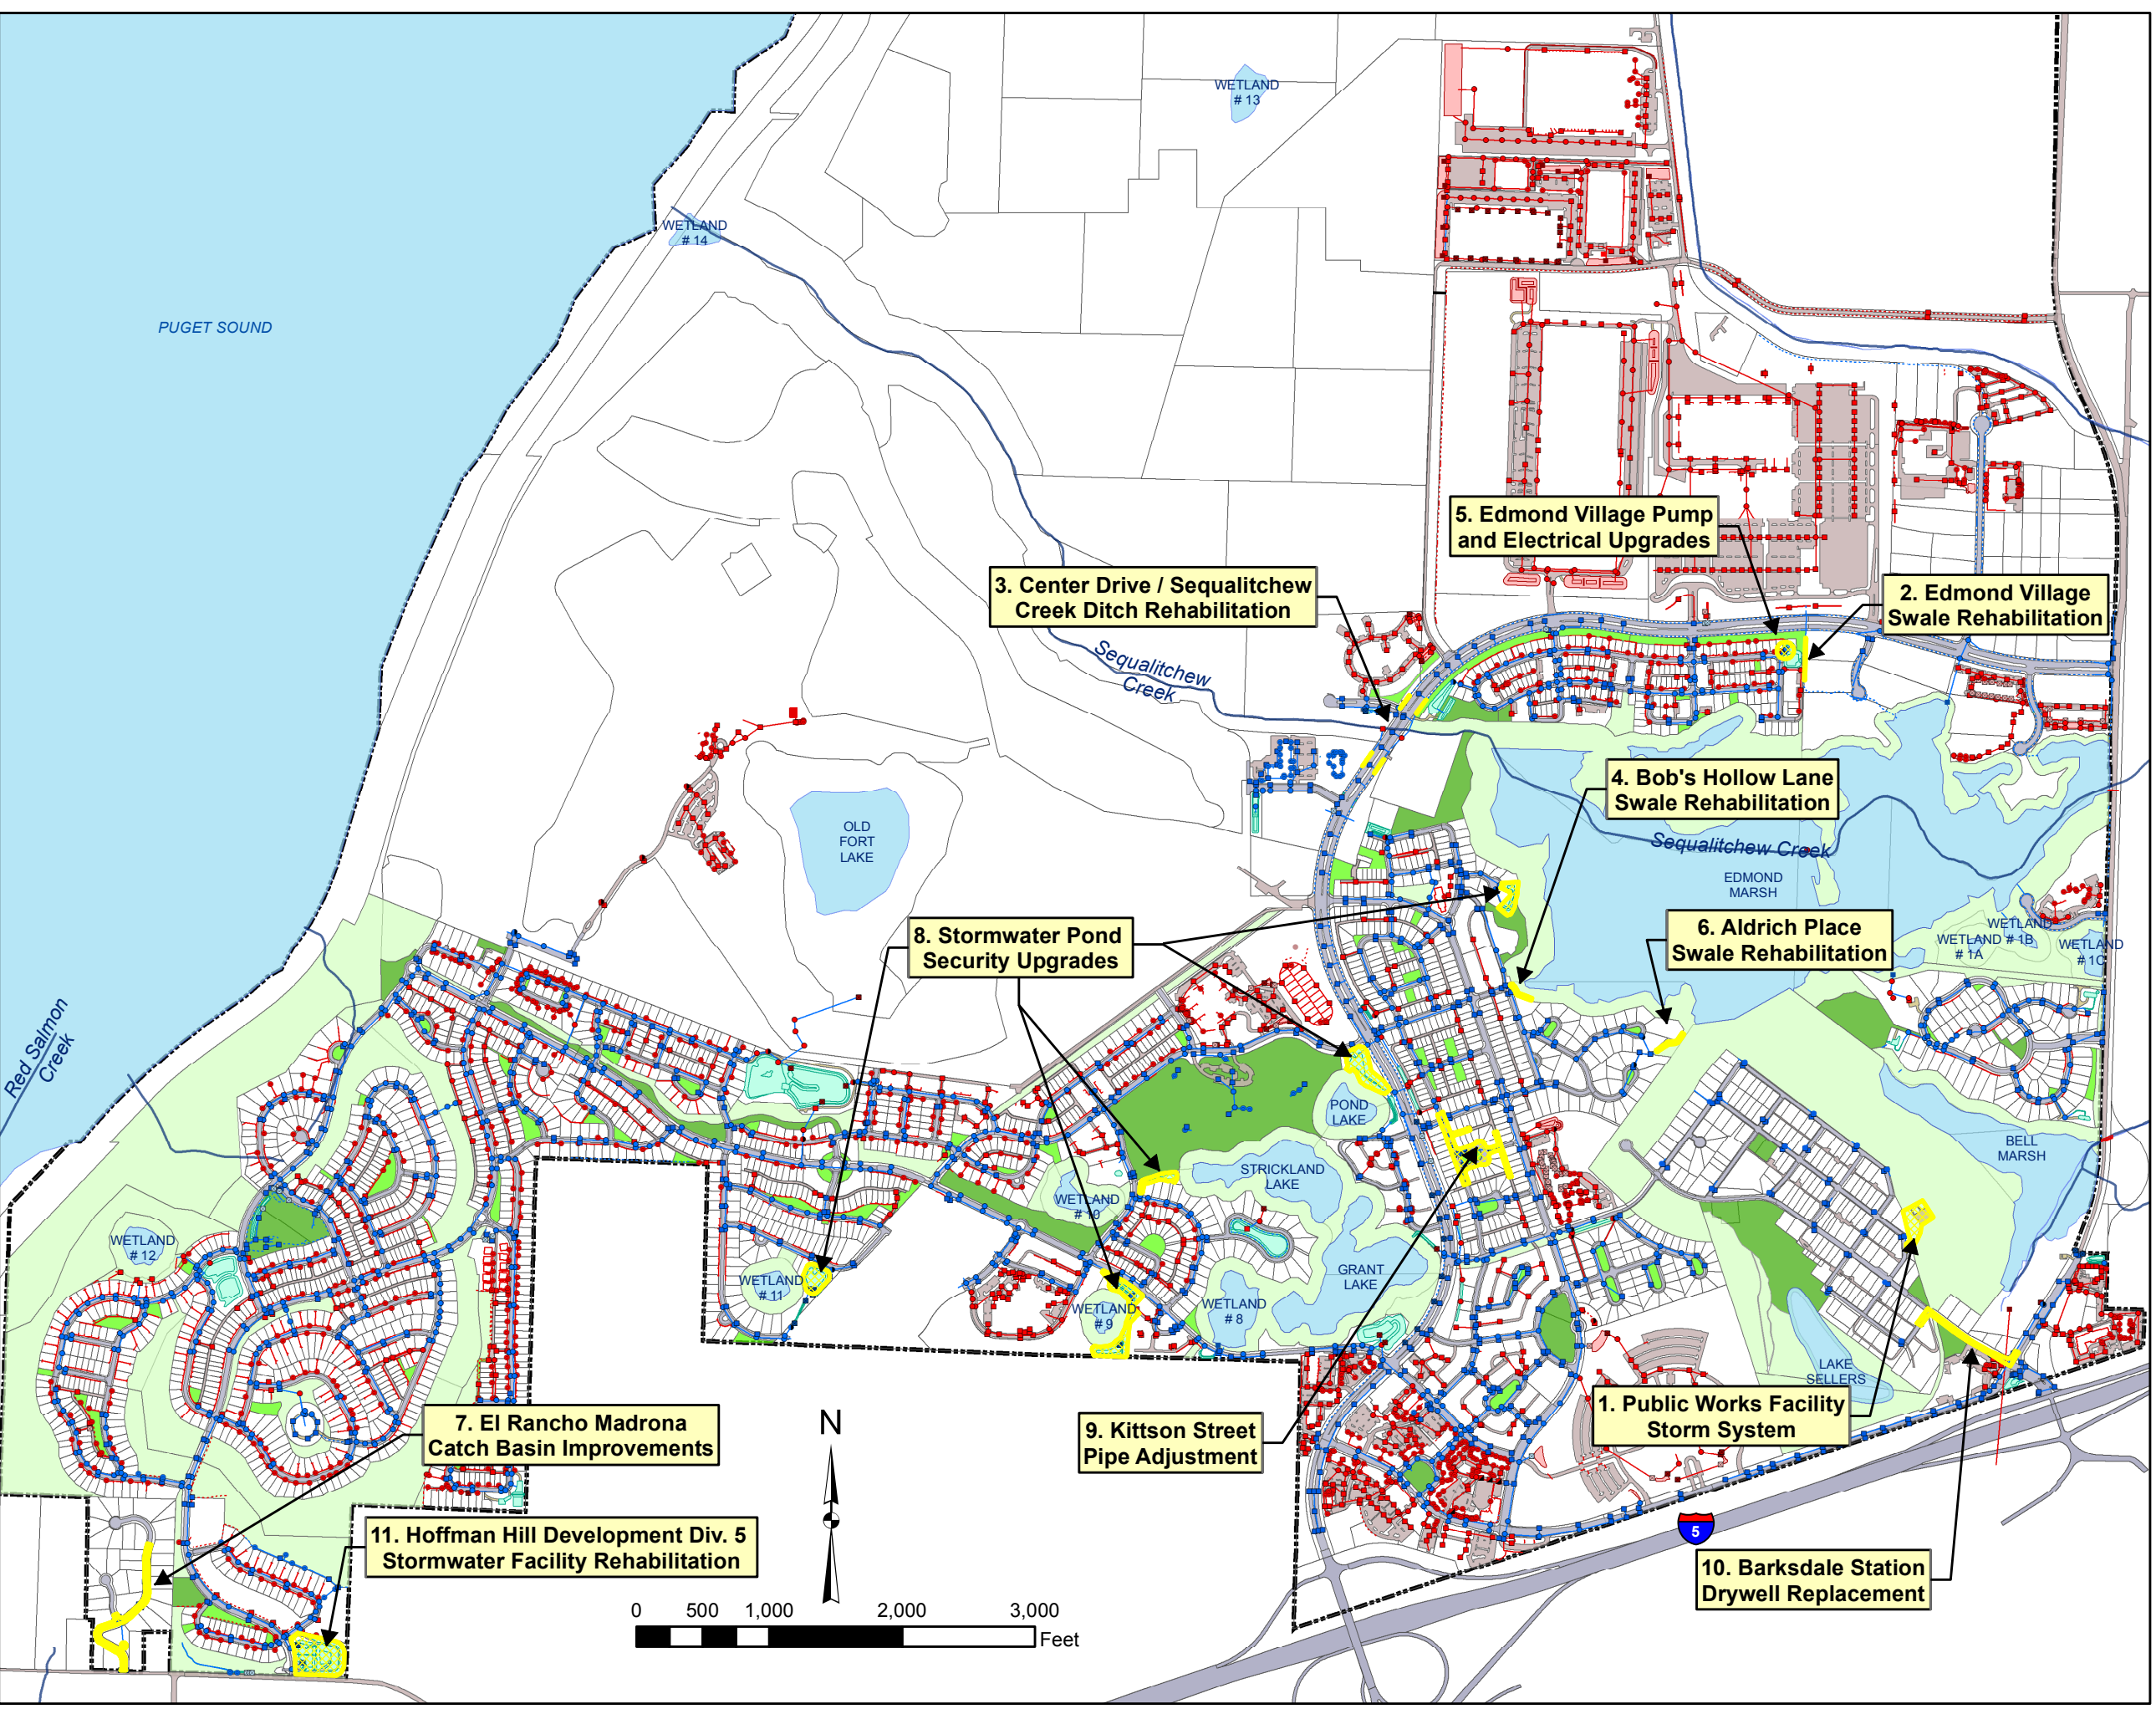 WETLAND
# 13
WETLAND
# 14
PUGET SOUND
5. Edmond Village Pump
and Electrical Upgrades
3. Center Drive / Sequalitchew
Creek Ditch Rehabilitation
2. Edmond Village
Swale Rehabilitation
Sequalitchew
Creek
4. Bob's Hollow Lane
Swale Rehabilitation
OLD
FORT
LAKE
Sequalitchew Creek
EDMOND
MARSH
8. Stormwater Pond
Security Upgrades
6. Aldrich Place
Swale Rehabilitation
WETLAND
# 1B
WETLAND
# 1A
WETLAND
# 1C
Red Salmon
Creek
POND
LAKE
BELL
MARSH
STRICKLAND
LAKE
WETLAND
# 10
WETLAND
# 12
WETLAND
# 11
GRANT
LAKE
WETLAND
# 9
WETLAND
# 8
LAKE
SELLERS
1. Public Works Facility
Storm System
7. El Rancho Madrona
Catch Basin Improvements
N
9. Kittson Street
Pipe Adjustment
11. Hoffman Hill Development Div. 5
Stormwater Facility Rehabilitation
5
10. Barksdale Station
Drywell Replacement
0 500 1,000 2,000 3,000
Feet